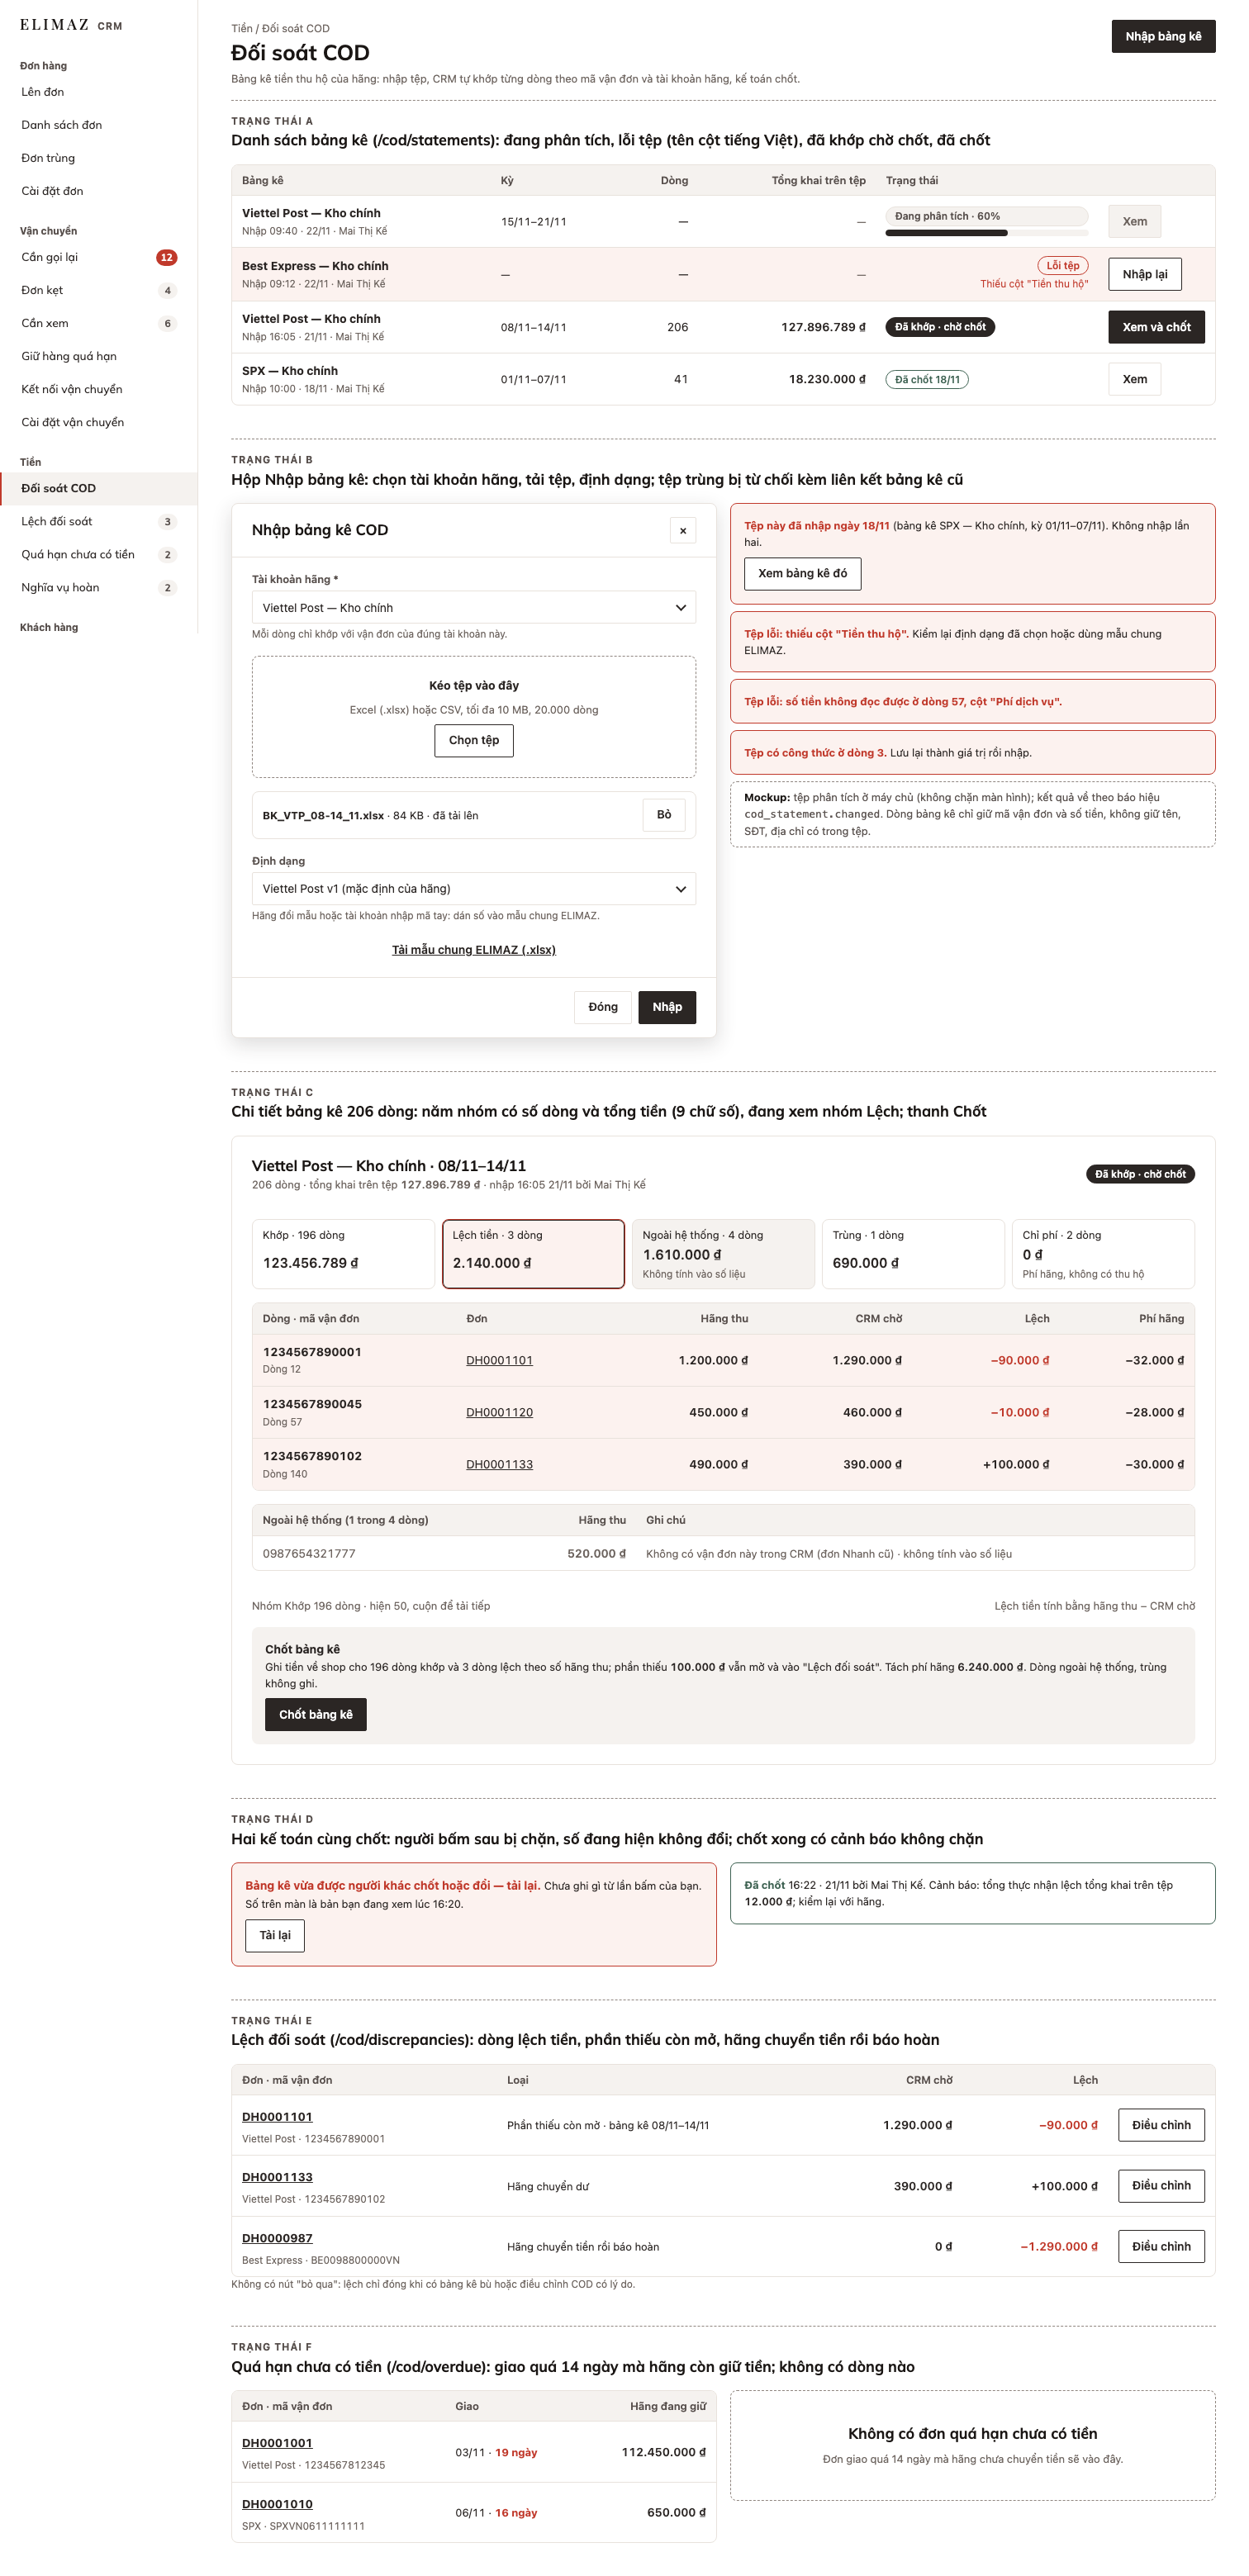 ELIMAZ CRM
Đơn hàng
Lên đơn
Danh sách đơn
Đơn trùng
Cài đặt đơn
Vận chuyển
Cần gọi lại 12
Đơn kẹt 4
Cần xem 6
Giữ hàng quá hạn
Kết nối vận chuyển
Cài đặt vận chuyển
Tiền
Đối soát COD
Lệch đối soát 3
Quá hạn chưa có tiền 2
Nghĩa vụ hoàn 2
Khách hàng
Tiền / Đối soát COD
Đối soát COD
Bảng kê tiền thu hộ của hãng: nhập tệp, CRM tự khớp từng dòng theo mã vận đơn và tài khoản hãng, kế toán chốt.
Nhập bảng kê
TRẠNG THÁI A
Danh sách bảng kê (/cod/statements): đang phân tích, lỗi tệp (tên cột tiếng Việt), đã khớp chờ chốt, đã chốt
Bảng kê Kỳ Dòng Tổng khai trên tệp Trạng thái
Viettel Post — Kho chính
Nhập 09:40 · 22/11 · Mai Thị Kế
15/11–21/11 — — Đang phân tích · 60% Xem
Best Express — Kho chính
Nhập 09:12 · 22/11 · Mai Thị Kế
— — — Lỗi tệp
Thiếu cột "Tiền thu hộ"
Nhập lại
Viettel Post — Kho chính
Nhập 16:05 · 21/11 · Mai Thị Kế
08/11–14/11 206 127.896.789 ₫ Đã khớp · chờ chốt Xem và chốt
SPX — Kho chính
Nhập 10:00 · 18/11 · Mai Thị Kế
01/11–07/11 41 18.230.000 ₫ Đã chốt 18/11 Xem
TRẠNG THÁI B
Hộp Nhập bảng kê: chọn tài khoản hãng, tải tệp, định dạng; tệp trùng bị từ chối kèm liên kết bảng kê cũ
Nhập bảng kê COD ×
Tài khoản hãng *
Viettel Post — Kho chính
Mỗi dòng chỉ khớp với vận đơn của đúng tài khoản này.
Kéo tệp vào đây
Excel (.xlsx) hoặc CSV, tối đa 10 MB, 20.000 dòng
Chọn tệp
BK_VTP_08-14_11.xlsx · 84 KB · đã tải lên Bỏ
Định dạng
Viettel Post v1 (mặc định của hãng)
Hãng đổi mẫu hoặc tài khoản nhập mã tay: dán số vào mẫu chung ELIMAZ.
Tải mẫu chung ELIMAZ (.xlsx)
Đóng Nhập
Tệp này đã nhập ngày 18/11 (bảng kê SPX — Kho chính, kỳ 01/11–07/11). Không nhập lần
hai.
Xem bảng kê đó
Tệp lỗi: thiếu cột "Tiền thu hộ". Kiểm lại định dạng đã chọn hoặc dùng mẫu chung
ELIMAZ.
Tệp lỗi: số tiền không đọc được ở dòng 57, cột "Phí dịch vụ".
Tệp có công thức ở dòng 3. Lưu lại thành giá trị rồi nhập.
Mockup: tệp phân tích ở máy chủ (không chặn màn hình); kết quả về theo báo hiệu
cod_statement.changed. Dòng bảng kê chỉ giữ mã vận đơn và số tiền, không giữ tên,
SĐT, địa chỉ có trong tệp.
TRẠNG THÁI C
Chi tiết bảng kê 206 dòng: năm nhóm có số dòng và tổng tiền (9 chữ số), đang xem nhóm Lệch; thanh Chốt
Viettel Post — Kho chính · 08/11–14/11
206 dòng · tổng khai trên tệp 127.896.789 ₫ · nhập 16:05 21/11 bởi Mai Thị Kế
Đã khớp · chờ chốt
Khớp · 196 dòng
123.456.789 ₫
Lệch tiền · 3 dòng
2.140.000 ₫
Ngoài hệ thống · 4 dòng
1.610.000 ₫
Không tính vào số liệu
Trùng · 1 dòng
690.000 ₫
Chỉ phí · 2 dòng
0 ₫
Phí hãng, không có thu hộ
Dòng · mã vận đơn Đơn Hãng thu CRM chờ Lệch Phí hãng
1234567890001
Dòng 12
DH0001101 1.200.000 ₫ 1.290.000 ₫ −90.000 ₫ −32.000 ₫
1234567890045
Dòng 57
DH0001120 450.000 ₫ 460.000 ₫ −10.000 ₫ −28.000 ₫
1234567890102
Dòng 140
DH0001133 490.000 ₫ 390.000 ₫ +100.000 ₫ −30.000 ₫
Ngoài hệ thống (1 trong 4 dòng) Hãng thu Ghi chú
0987654321777 520.000 ₫ Không có vận đơn này trong CRM (đơn Nhanh cũ) · không tính vào số liệu
Nhóm Khớp 196 dòng · hiện 50, cuộn để tải tiếp
Lệch tiền tính bằng hãng thu − CRM chờ
Chốt bảng kê
Ghi tiền về shop cho 196 dòng khớp và 3 dòng lệch theo số hãng thu; phần thiếu 100.000 ₫ vẫn mở và vào "Lệch đối soát". Tách phí hãng 6.240.000 ₫. Dòng ngoài hệ thống, trùng
không ghi.
Chốt bảng kê
TRẠNG THÁI D
Hai kế toán cùng chốt: người bấm sau bị chặn, số đang hiện không đổi; chốt xong có cảnh báo không chặn
Bảng kê vừa được người khác chốt hoặc đổi — tải lại. Chưa ghi gì từ lần bấm của bạn.
Số trên màn là bản bạn đang xem lúc 16:20.
Tải lại
Đã chốt 16:22 · 21/11 bởi Mai Thị Kế. Cảnh báo: tổng thực nhận lệch tổng khai trên tệp
12.000 ₫; kiểm lại với hãng.
TRẠNG THÁI E
Lệch đối soát (/cod/discrepancies): dòng lệch tiền, phần thiếu còn mở, hãng chuyển tiền rồi báo hoàn
Đơn · mã vận đơn Loại CRM chờ Lệch
DH0001101
Viettel Post · 1234567890001
Phần thiếu còn mở · bảng kê 08/11–14/11 1.290.000 ₫ −90.000 ₫ Điều chỉnh
DH0001133
Viettel Post · 1234567890102
Hãng chuyển dư 390.000 ₫ +100.000 ₫ Điều chỉnh
DH0000987
Best Express · BE0098800000VN
Hãng chuyển tiền rồi báo hoàn 0 ₫ −1.290.000 ₫ Điều chỉnh
Không có nút "bỏ qua": lệch chỉ đóng khi có bảng kê bù hoặc điều chỉnh COD có lý do.
TRẠNG THÁI F
Quá hạn chưa có tiền (/cod/overdue): giao quá 14 ngày mà hãng còn giữ tiền; không có dòng nào
Đơn · mã vận đơn Giao Hãng đang giữ
DH0001001
Viettel Post · 1234567812345
03/11 · 19 ngày 112.450.000 ₫
DH0001010
SPX · SPXVN0611111111
06/11 · 16 ngày 650.000 ₫
Không có đơn quá hạn chưa có tiền
Đơn giao quá 14 ngày mà hãng chưa chuyển tiền sẽ vào đây.